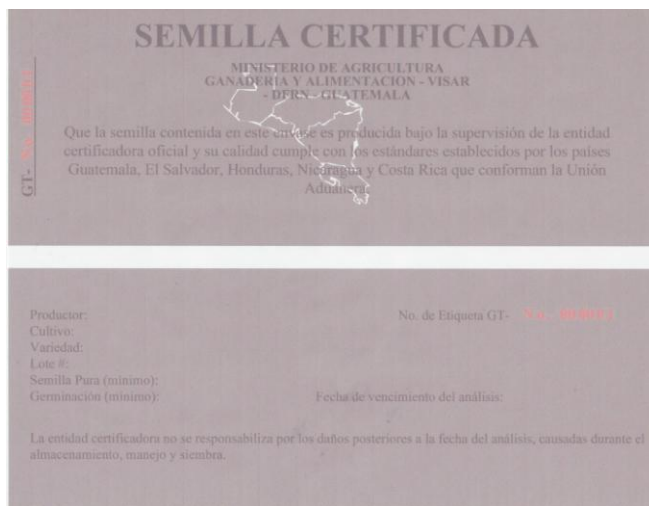 SEMILLA CERTIFICADA
MINISTERIO DE AGRICULTURA
GANADERIA Y ALIMENTACION - VISAR
- DFRN - GUATEMALA
Que la semilla contenida en este envase es producida bajo la supervisión de la entidad
certificadora oficial y su calidad cumple con los estándares establecidos por los países
Guatemala, El Salvador, Honduras, Nicaragua y Costa Rica que conforman la Unión
Aduanera.
GT- No.
Productor:
No. de Etiqueta GT- No.
Cultivo:
Variedad:
Lote #:
Semilla Pura (mínimo):
Germinación (mínimo):
Fecha de vencimiento del análisis:
La entidad certificadora no se responsabiliza por los daños posteriores a la fecha del análisis, causadas durante el
almacenamiento, manejo y siembra.